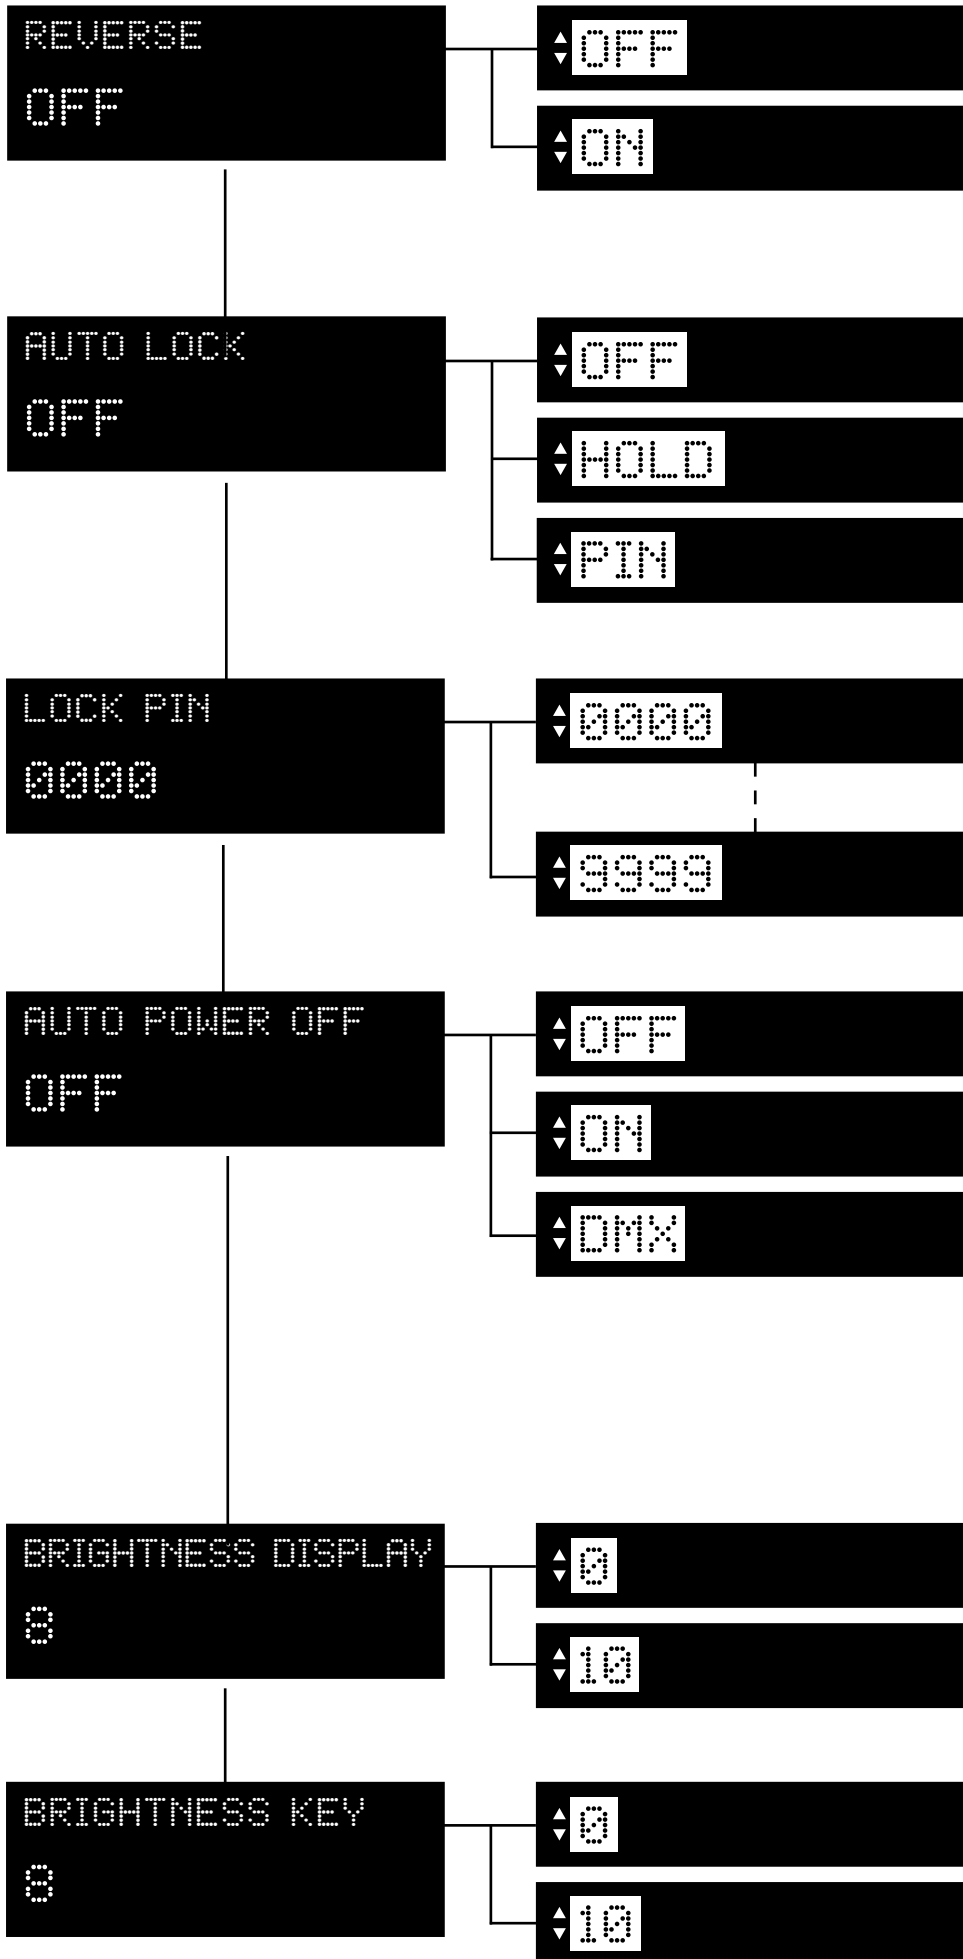 REVERSE
OFF
OFF
ON
AUTO LOCK
OFF
OFF
HOLD
PIN
LOCK PIN
0000
0000
9999
AUTO POWER OFF
OFF
OFF
ON
DMX
BRIGHTNESS DISPLAY
8
0
10
BRIGHTNESS KEY
8
0
10